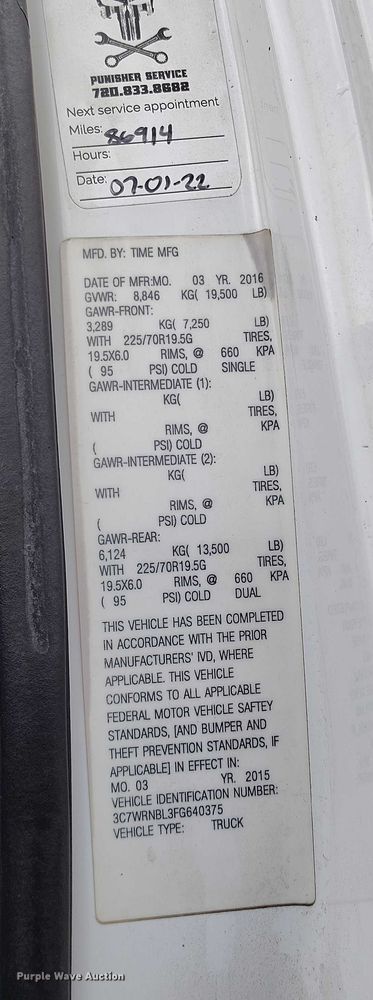 PUNISHER SERVICE
720.833.8682
Next service appointment
Miles: 86914
Hours:
Date: 07-01-22
MFD. BY: TIME MFG
DATE OF MFR:MO. 03 YR. 2016
GVWR: 8,846 KG( 19,500 LB)
GAWR-FRONT:
3,289 KG( 7,250 LB)
WITH 225/70R19.5G TIRES,
19.5X6.0 RIMS, @ 660 KPA
( 95 PSI) COLD SINGLE
GAWR-INTERMEDIATE (1):
KG( LB)
WITH TIRES,
RIMS, @ KPA
( PSI) COLD
GAWR-INTERMEDIATE (2):
KG( LB)
WITH TIRES,
RIMS, @ KPA
( PSI) COLD
GAWR-REAR:
6,124 KG( 13,500 LB)
WITH 225/70R19.5G TIRES,
19.5X6.0 RIMS, @ 660 KPA
( 95 PSI) COLD DUAL
THIS VEHICLE HAS BEEN COMPLETED
IN ACCORDANCE WITH THE PRIOR
MANUFACTURERS' IVD, WHERE
APPLICABLE. THIS VEHICLE
CONFORMS TO ALL APPLICABLE
FEDERAL MOTOR VEHICLE SAFTEY
STANDARDS, [AND BUMPER AND
THEFT PREVENTION STANDARDS, IF
APPLICABLE] IN EFFECT IN:
MO. 03 YR. 2015
VEHICLE IDENTIFICATION NUMBER:
3C7WRNBL3FG640375
VEHICLE TYPE: TRUCK
Purple Wave Auction